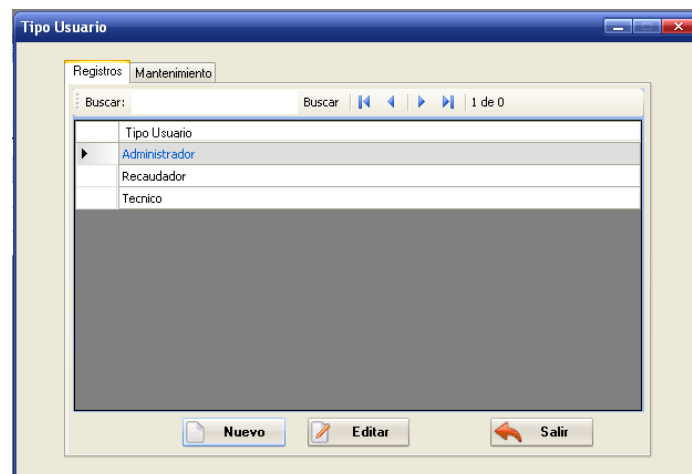 Tipo Usuario
Registros Mantenimiento
Buscar: Buscar 1 de 0
Tipo Usuario
Administrador
Recaudador
Tecnico
Nuevo Editar Salir